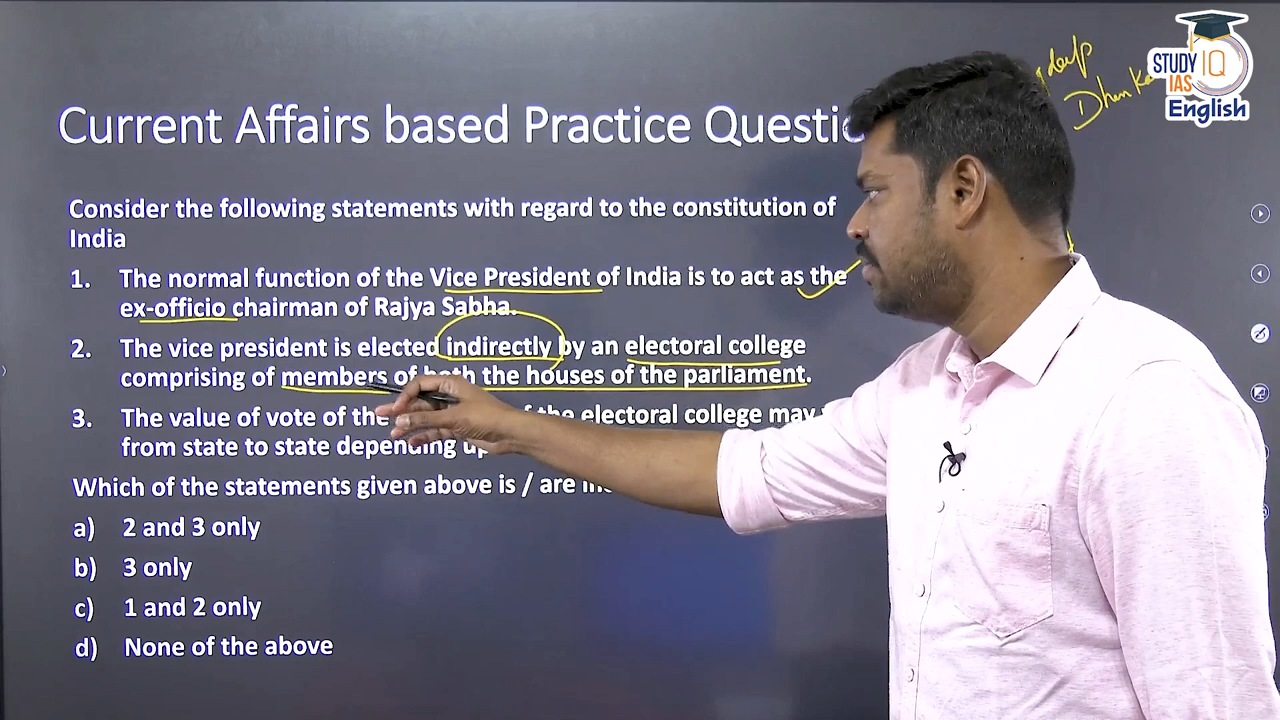 STUDY IQ
IAS
English
deep
Current Affairs based Practice
Consider the following statements with regard to the constitution of
India
1. The normal function of the Vice President of India is to act as the
ex-officio chairman of Rajya Sabha.
2. The vice president is elected indirectly by an electoral college
comprising of members of both the houses of the parliament.
3. The value of vote of the of the electoral college may
from state to state depending
Which of the statements given above is / are
a) 2 and 3 only
b) 3 only
c) 1 and 2 only
d) None of the above